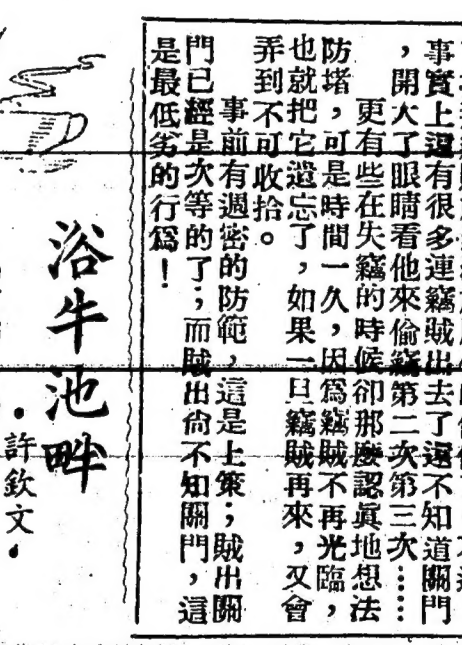 事實上還有很多連竊賊出去了還不知道關門
，開大了眼睛看他來偷竊第二次第三次……
更有些在失竊的時候卻那麼認眞地想法
防堵，可是時間一久，因爲竊賊不再光臨，
也就把它遺忘了，如果一旦竊賊再來，又會
弄到不可收拾。
事前有週密的防範，這是上策；賊出關
門已經是次等的了；而賊出尙不知關門，這
是最低劣的行爲！
浴牛池畔
•許欽文•